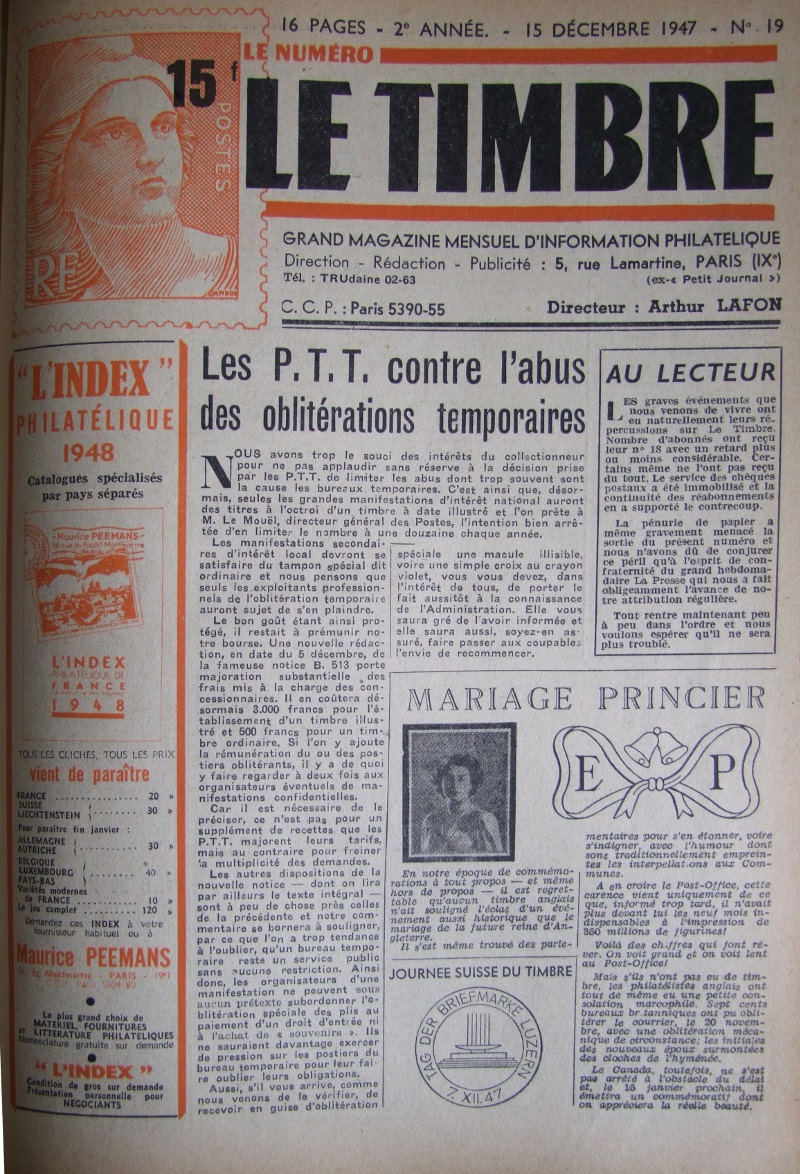 16 PAGES - 2e ANNÉE. - 15 DÉCEMBRE 1947 - No 19
LE NUMÉRO
15 f
POSTES
RF
GANDON
LE TIMBRE
GRAND MAGAZINE MENSUEL D'INFORMATION PHILATELIQUE
Direction - Rédaction - Publicité : 5, rue Lamartine, PARIS (IXe)
Tél. : TRUdaine 02-63 (ex-« Petit Journal »)
C. C. P. : Paris 5390-55 Directeur : Arthur LAFON
"L'INDEX"
PHILATÉLIQUE
1948
Catalogues spécialisés
par pays séparés
Maurice PEEMANS
L'INDEX
PHILATELIQUE DE
FRANCE
1948
TOUS LES CLICHES, TOUS LES PRIX
vient de paraître
FRANCE .............. 20 »
SUISSE
LIECHTENSTEIN ........ 30 »
Pour paraître fin janvier :
ALLEMAGNE
AUTRICHE ........ 30 »
BELGIQUE
LUXEMBOURG ...... 40 »
PAYS-BAS
Variétés modernes
de FRANCE ........ 10 »
Le jeu complet ........ 120 »
Demandez ces INDEX à votre
fournisseur habituel ou à
Maurice PEEMANS
Montmartre - PARIS - (9e)
Le plus grand choix de
MATERIEL, FOURNITURES
et LITTERATURE PHILATELIQUES
Nomenclature gratuite sur demande
"L'INDEX"
Condition de gros sur demande
Présentation personnelle pour
NEGOCIANTS
Les P.T.T. contre l'abus
des oblitérations temporaires
NOUS avons trop le souci des intérêts du collectionneur
pour ne pas applaudir sans réserve à la décision prise
par les P.T.T. de limiter les abus dont trop souvent sont
la cause les bureaux temporaires. C'est ainsi que, désor-
mais, seules les grandes manifestations d'intérêt national auront
des titres à l'octroi d'un timbre à date illustré et l'on prête à
M. Le Mouël, directeur général des Postes, l'intention bien arrê-
tée d'en limiter le nombre à une douzaine chaque année.
Les manifestations secondai-
res d'intérêt local devront se
satisfaire du tampon spécial dit
ordinaire et nous pensons que
seuls les exploitants profession-
nels de l'oblitération temporaire
auront sujet de s'en plaindre.
Le bon goût étant ainsi pro-
tégé, il restait à prémunir no-
tre bourse. Une nouvelle rédac-
tion, en date du 5 décembre, de
la fameuse notice B. 513 porte
majoration substantielle des
frais mis à la charge des con-
cessionnaires. Il en coûtera dé-
sormais 3.000 francs pour l'é-
tablissement d'un timbre illus-
tré et 500 francs pour un tim-
bre ordinaire. Si l'on y ajoute
la rémunération du ou des pos-
tiers oblitérants, il y a de quoi
y faire regarder à deux fois aux
organisateurs éventuels de ma-
nifestations confidentielles.
Car il est nécessaire de le
préciser, ce n'est pas pour un
supplément de recettes que les
P.T.T. majorent leurs tarifs,
mais au contraire pour freiner
la multiplicité des demandes.
Les autres dispositions de la
nouvelle notice - dont on lira
par ailleurs le texte intégral -
sont à peu de chose près celles
de la précédente et notre com-
mentaire se bornera à souligner,
par ce que l'on a trop tendance
à l'oublier, qu'un bureau tempo-
raire reste un service public
sans aucune restriction. Ainsi
donc, les organisateurs d'une
manifestation ne peuvent sous
aucun prétexte subordonner l'o-
blitération spéciale des plis au
paiement d'un droit d'entrée ni
à l'achat de « souvenirs ». Ils
ne sauraient davantage exercer
de pression sur les postiers du
bureau temporaire pour leur fai-
re oublier leurs obligations.
Aussi, s'il vous arrive, comme
nous venons de le vérifier, de
recevoir en guise d'oblitération
spéciale une macule illisible,
voire une simple croix au crayon
violet, vous vous devez, dans
l'intérêt de tous, de porter le
fait aussitôt à la connaissance
de l'Administration. Elle vous
saura gré de l'avoir informée et
elle saura aussi, soyez-en as-
suré, faire passer aux coupables
l'envie de recommencer.
AU LECTEUR
LES graves événements que
nous venons de vivre ont
eu naturellement leurs ré-
percussions sur Le Timbre.
Nombre d'abonnés ont reçu
leur no 18 avec un retard plus
ou moins considérable. Cer-
tains même ne l'ont pas reçu
du tout. Le service des chèques
postaux a été immobilisé et la
continuité des réabonnements
en a supporté le contrecoup.
La pénurie de papier a
même gravement menacé la
sortie du présent numéro et
nous n'avons dû de conjurer
ce péril qu'à l'esprit de con-
fraternité du grand hebdoma-
daire La Presse qui nous a fait
obligeamment l'avance de no-
tre attribution régulière.
Tout rentre maintenant peu
à peu dans l'ordre et nous
voulons espérer qu'il ne sera
plus troublé.
MARIAGE PRINCIER
E P
En notre époque de commémo-
rations à tout propos - et même
hors de propos - il est regret-
table qu'aucun timbre anglais
n'ait souligné l'éclat d'un évé-
nement aussi historique que le
mariage de la future reine d'An-
gleterre.
Il s'est même trouvé des parle-
mentaires pour s'en étonner, voire
s'indigner, avec l'humour dont
sont traditionnellement emprein-
tes les interpellations aux Com-
munes.
A en croire le Post-Office, cette
carence vient uniquement de ce
que, informé trop tard, il n'avait
plus devant lui les neuf mois in-
dispensables à l'impression de
350 millions de figurines!
Voilà des chiffres qui font rê-
ver. On voit grand et on voit lent
au Post-Office!
Mais s'ils n'ont pas eu de tim-
bre, les philatélistes anglais ont
ont tout de même eu une petite con-
solation marcophile. Sept cents
bureaux britanniques ont pu obli-
térer le courrier, le 20 novem-
bre, avec une oblitération méca-
nique de circonstance: les initiales
des nouveaux époux surmontées
des cloches de l'hyménée.
Le Canada, toutefois, ne s'est
pas arrêté à l'obstacle du délai
et, le 15 janvier prochain, il
émettra un commémoratif dont
on appréciera la réelle beauté.
JOURNEE SUISSE DU TIMBRE
TAG DER BRIEFMARKE LUZERN
7.XII.47